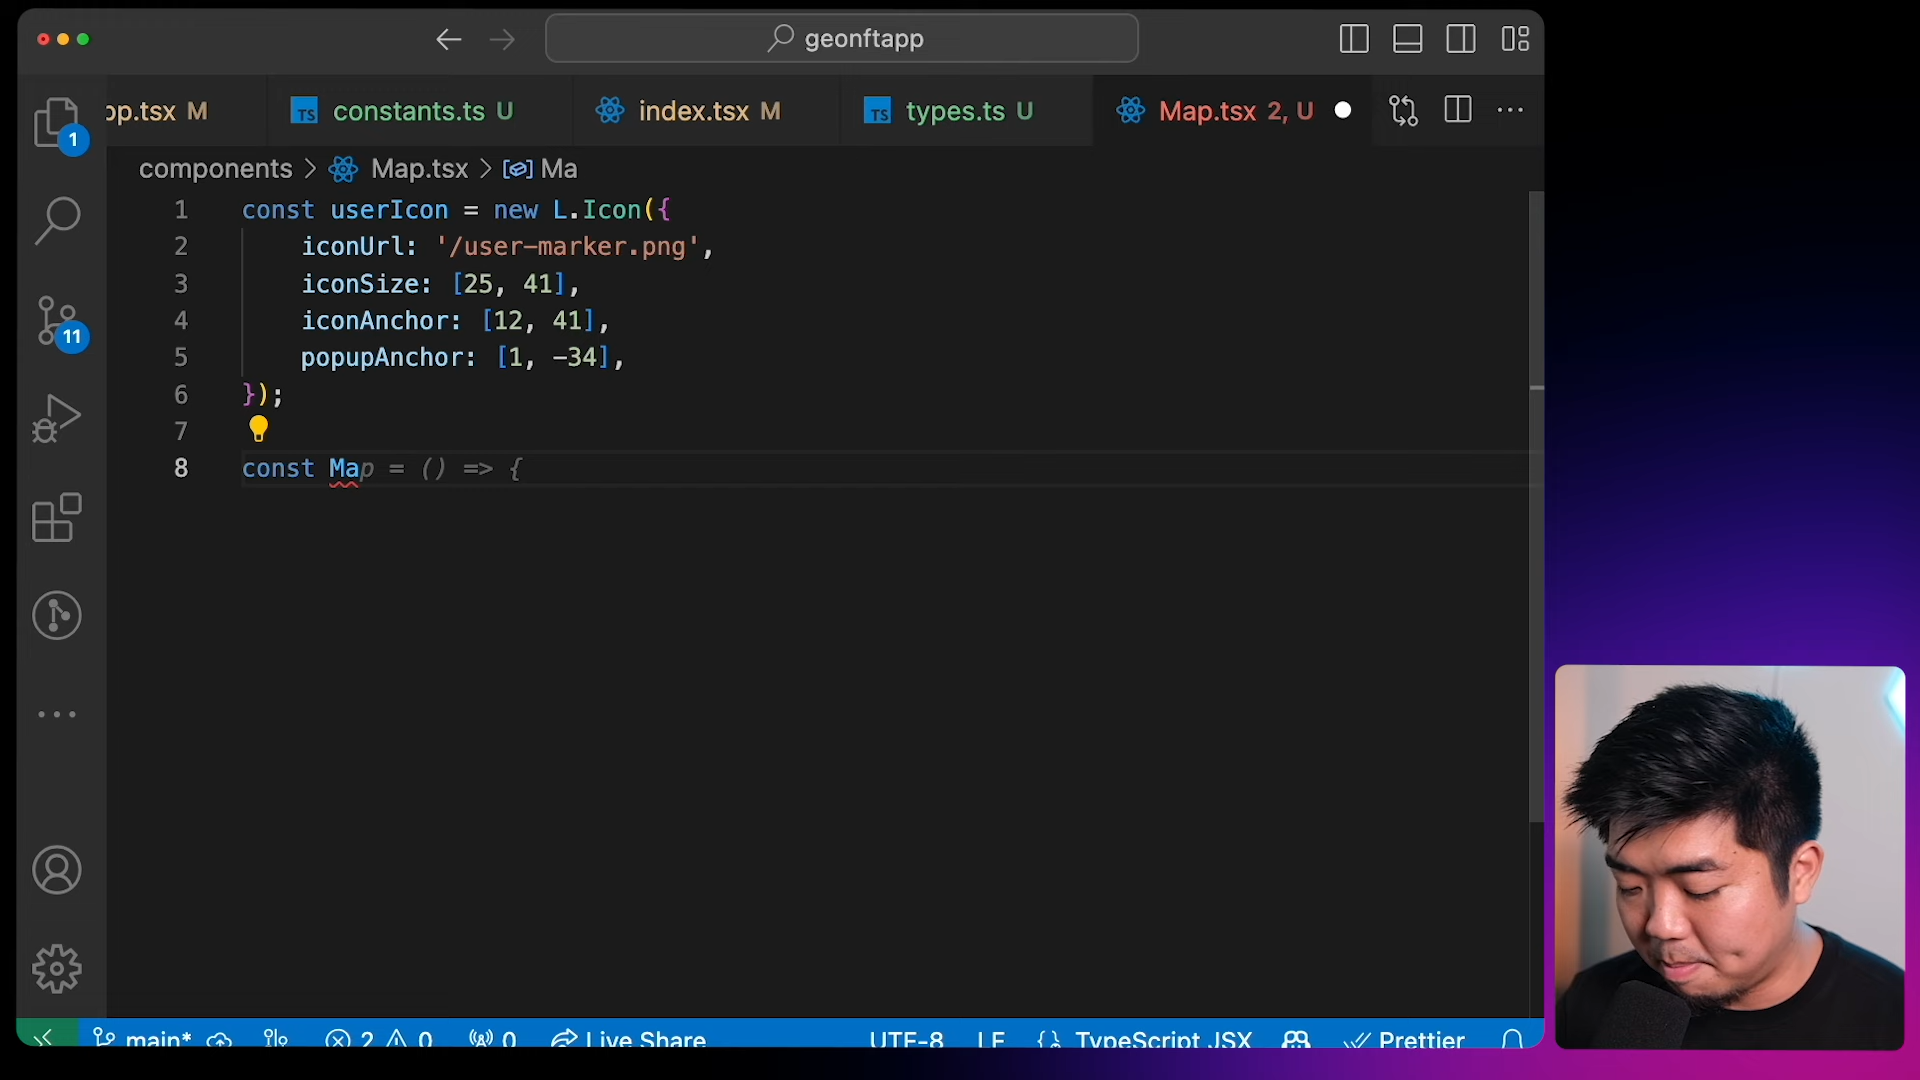 geonftapp
pp.tsx M
constants.ts U
index.tsx M
types.ts U
Map.tsx 2, U
components > Map.tsx > Ma
1 const userIcon = new L.Icon({
2 iconUrl: '/user-marker.png',
3 iconSize: [25, 41],
4 iconAnchor: [12, 41],
5 popupAnchor: [1, -34],
6 });
7
8 const Map = () => {
1
11
main* 2 0 0 Live Share UTF-8 LF {} TypeScript JSX Prettier